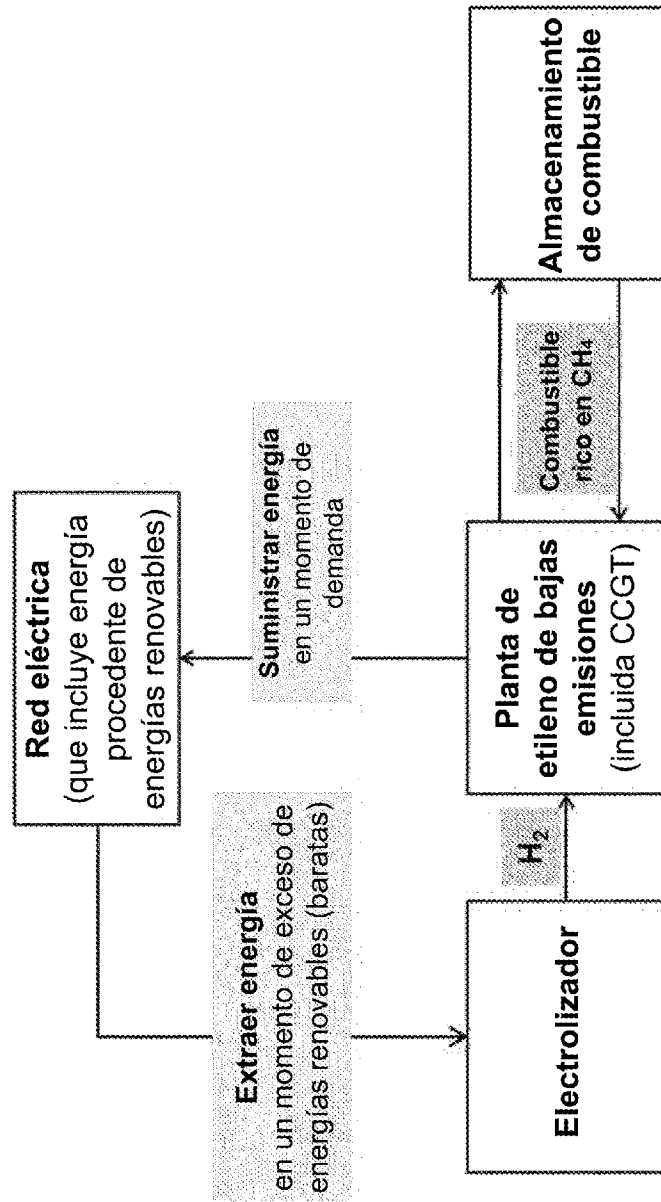 Red eléctrica
(que incluye energía
procedente de
energías renovables)
Extraer energía
en un momento de exceso de
energías renovables (baratas)
Suministrar energía
en un momento de
demanda
Electrolizador
H₂
Planta de
etileno de bajas
emisiones
(incluida CCGT)
Combustible
rico en CH₄
Almacenamiento
de combustible